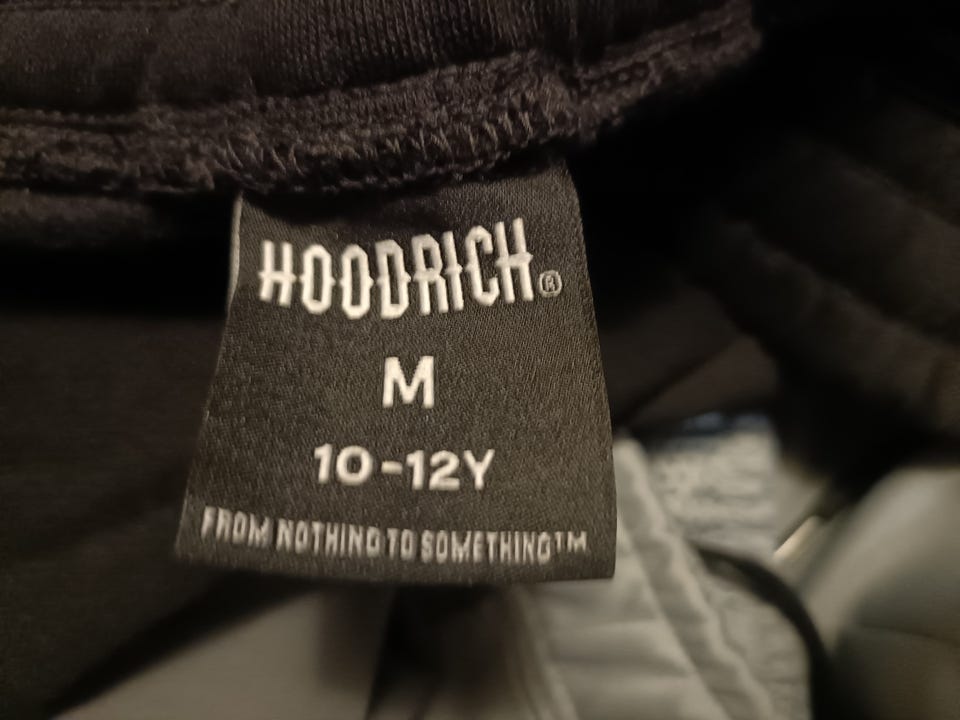 HOODRICH®
M
10-12Y
FROM NOTHING TO SOMETHING™